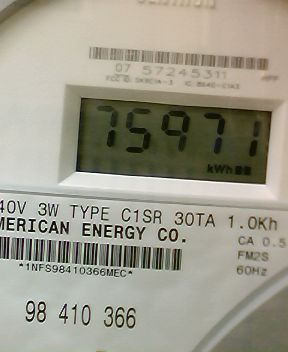 07 57245311
75971
kWh
40V 3W TYPE C1SR 30TA 1.0Kh
MERICAN ENERGY CO.
CA 0.5
*1NFS98410366MEC*
FM2S
60Hz
98 410 366